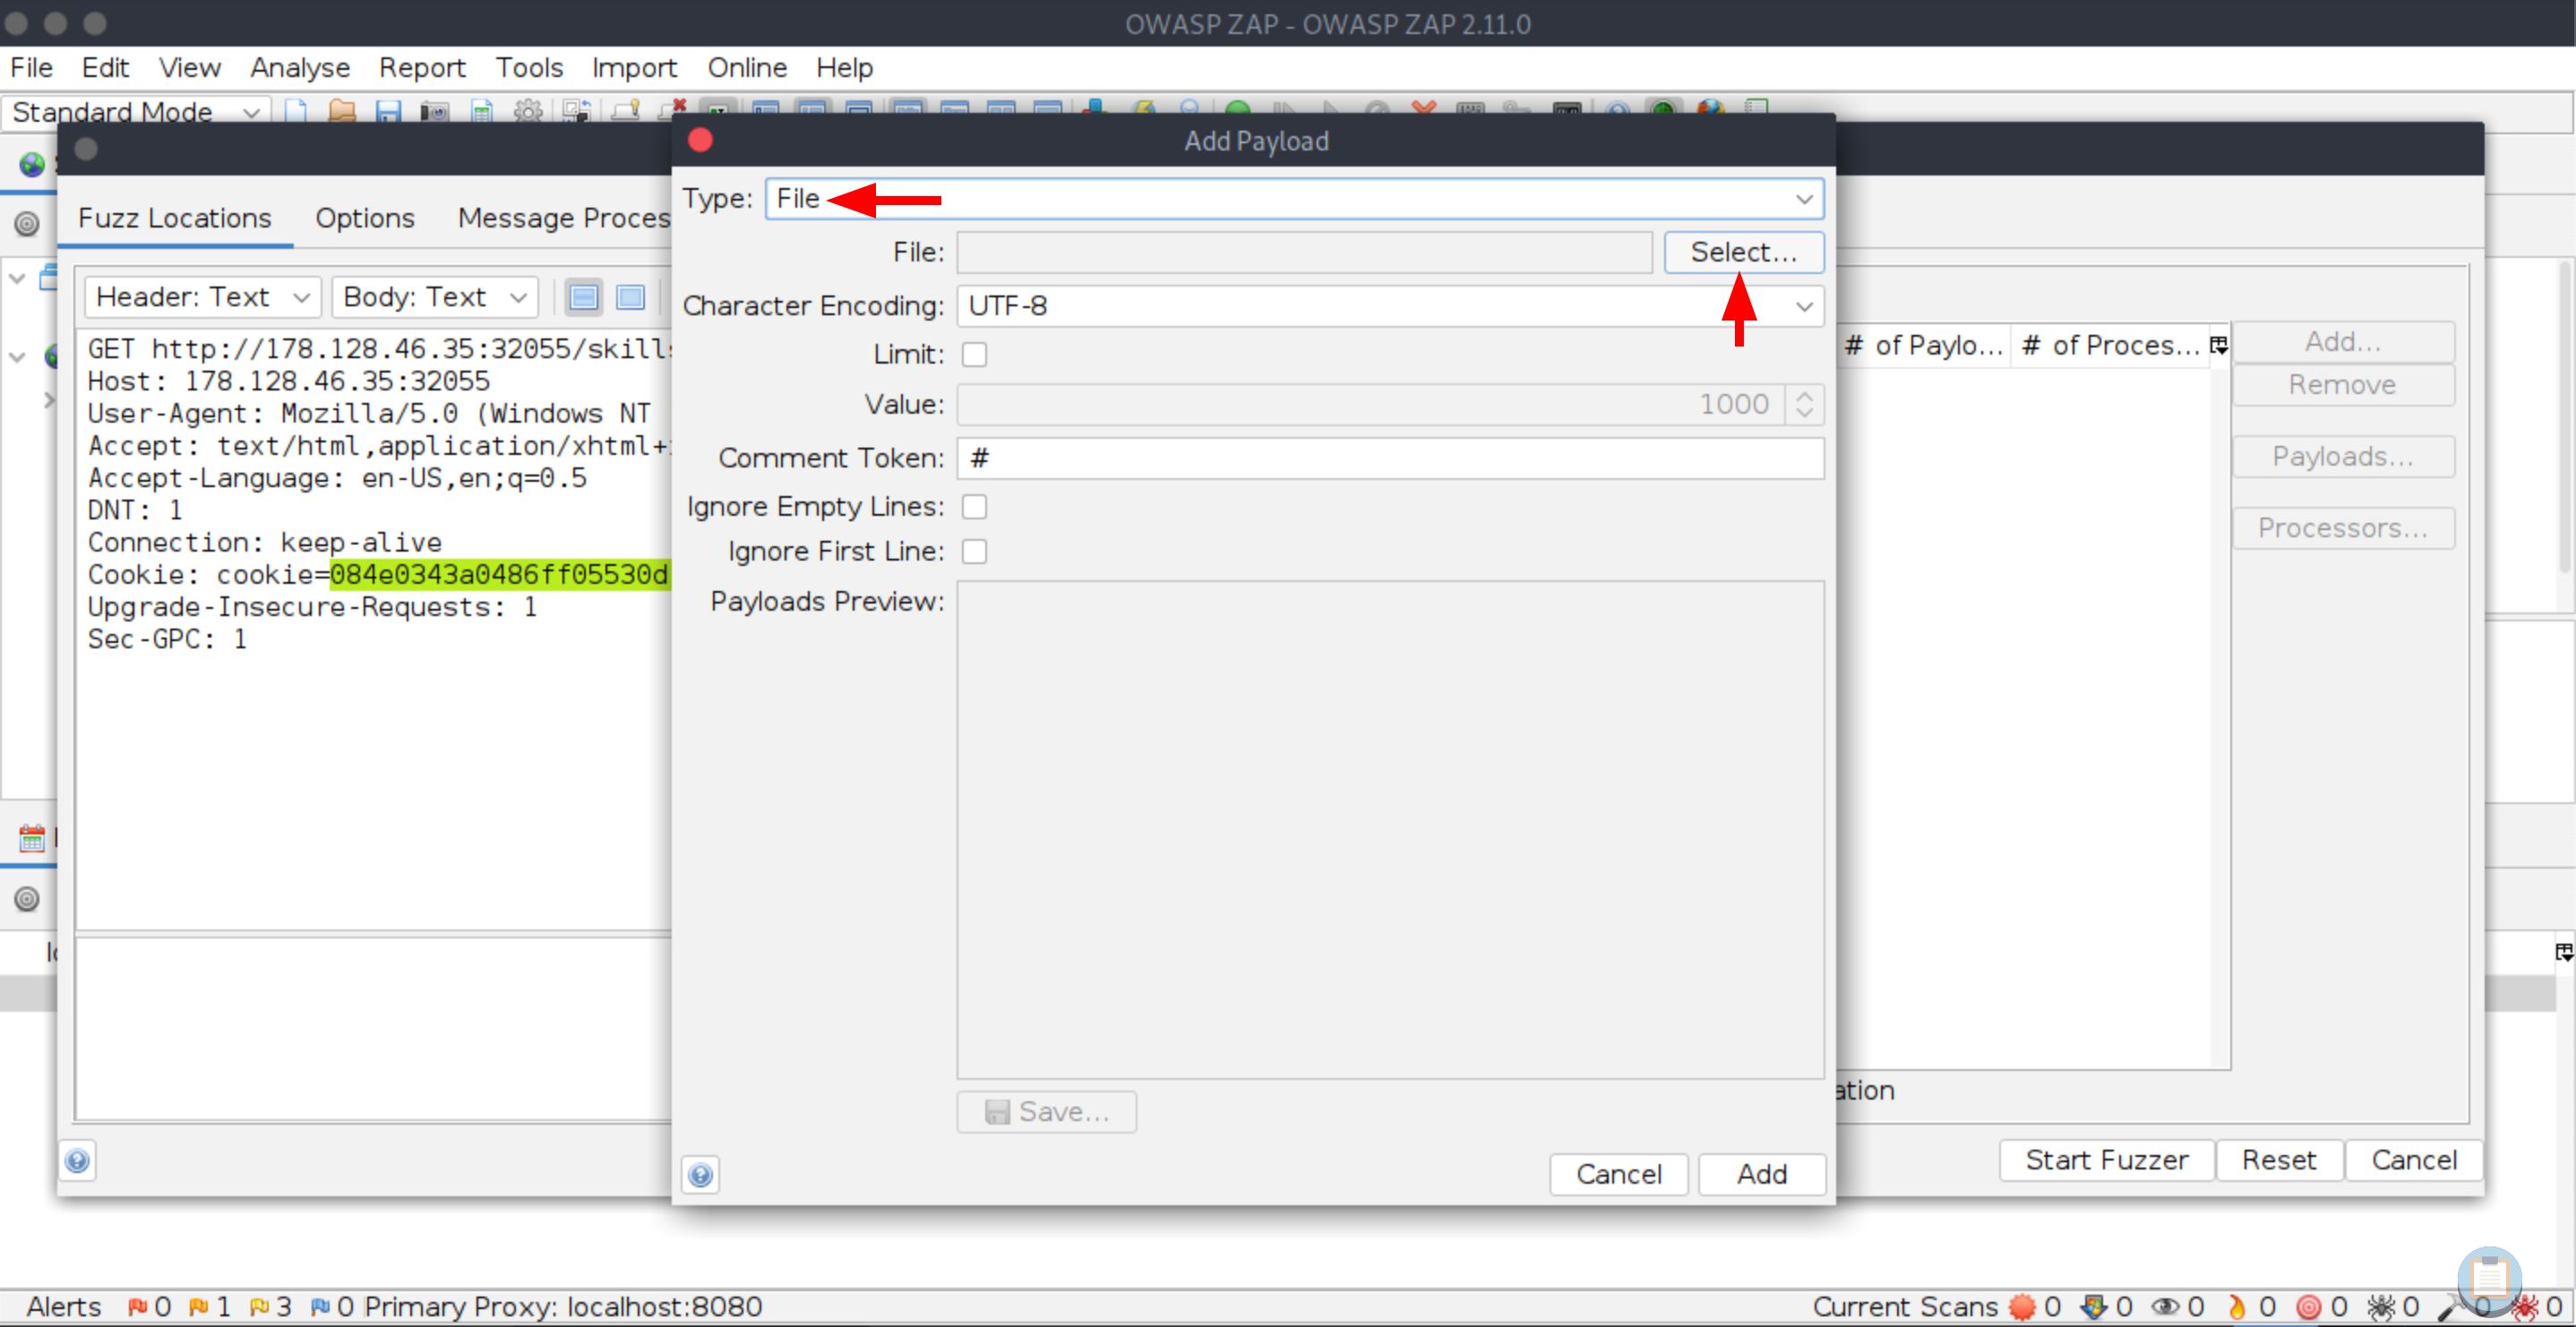 OWASP ZAP - OWASP ZAP 2.11.0
File Edit View Analyse Report Tools Import Online Help
Standard Mode
Add Payload
Fuzz Locations Options Message Proces
Header: Text Body: Text
GET http://178.128.46.35:32055/skill
Host: 178.128.46.35:32055
User-Agent: Mozilla/5.0 (Windows NT
Accept: text/html,application/xhtml+
Accept-Language: en-US,en;q=0.5
DNT: 1
Connection: keep-alive
Cookie: cookie=084e0343a0486ff05530d
Upgrade-Insecure-Requests: 1
Sec-GPC: 1
Type: File
File: Select...
Character Encoding: UTF-8
Limit:
Value: 1000
Comment Token: #
Ignore Empty Lines:
Ignore First Line:
Payloads Preview:
Save...
Cancel Add
# of Paylo... # of Proces...
Add...
Remove
Payloads...
Processors...
ation
Start Fuzzer Reset Cancel
Alerts 0 1 3 0 Primary Proxy: localhost:8080
Current Scans 0 0 0 0 0 0 0 0